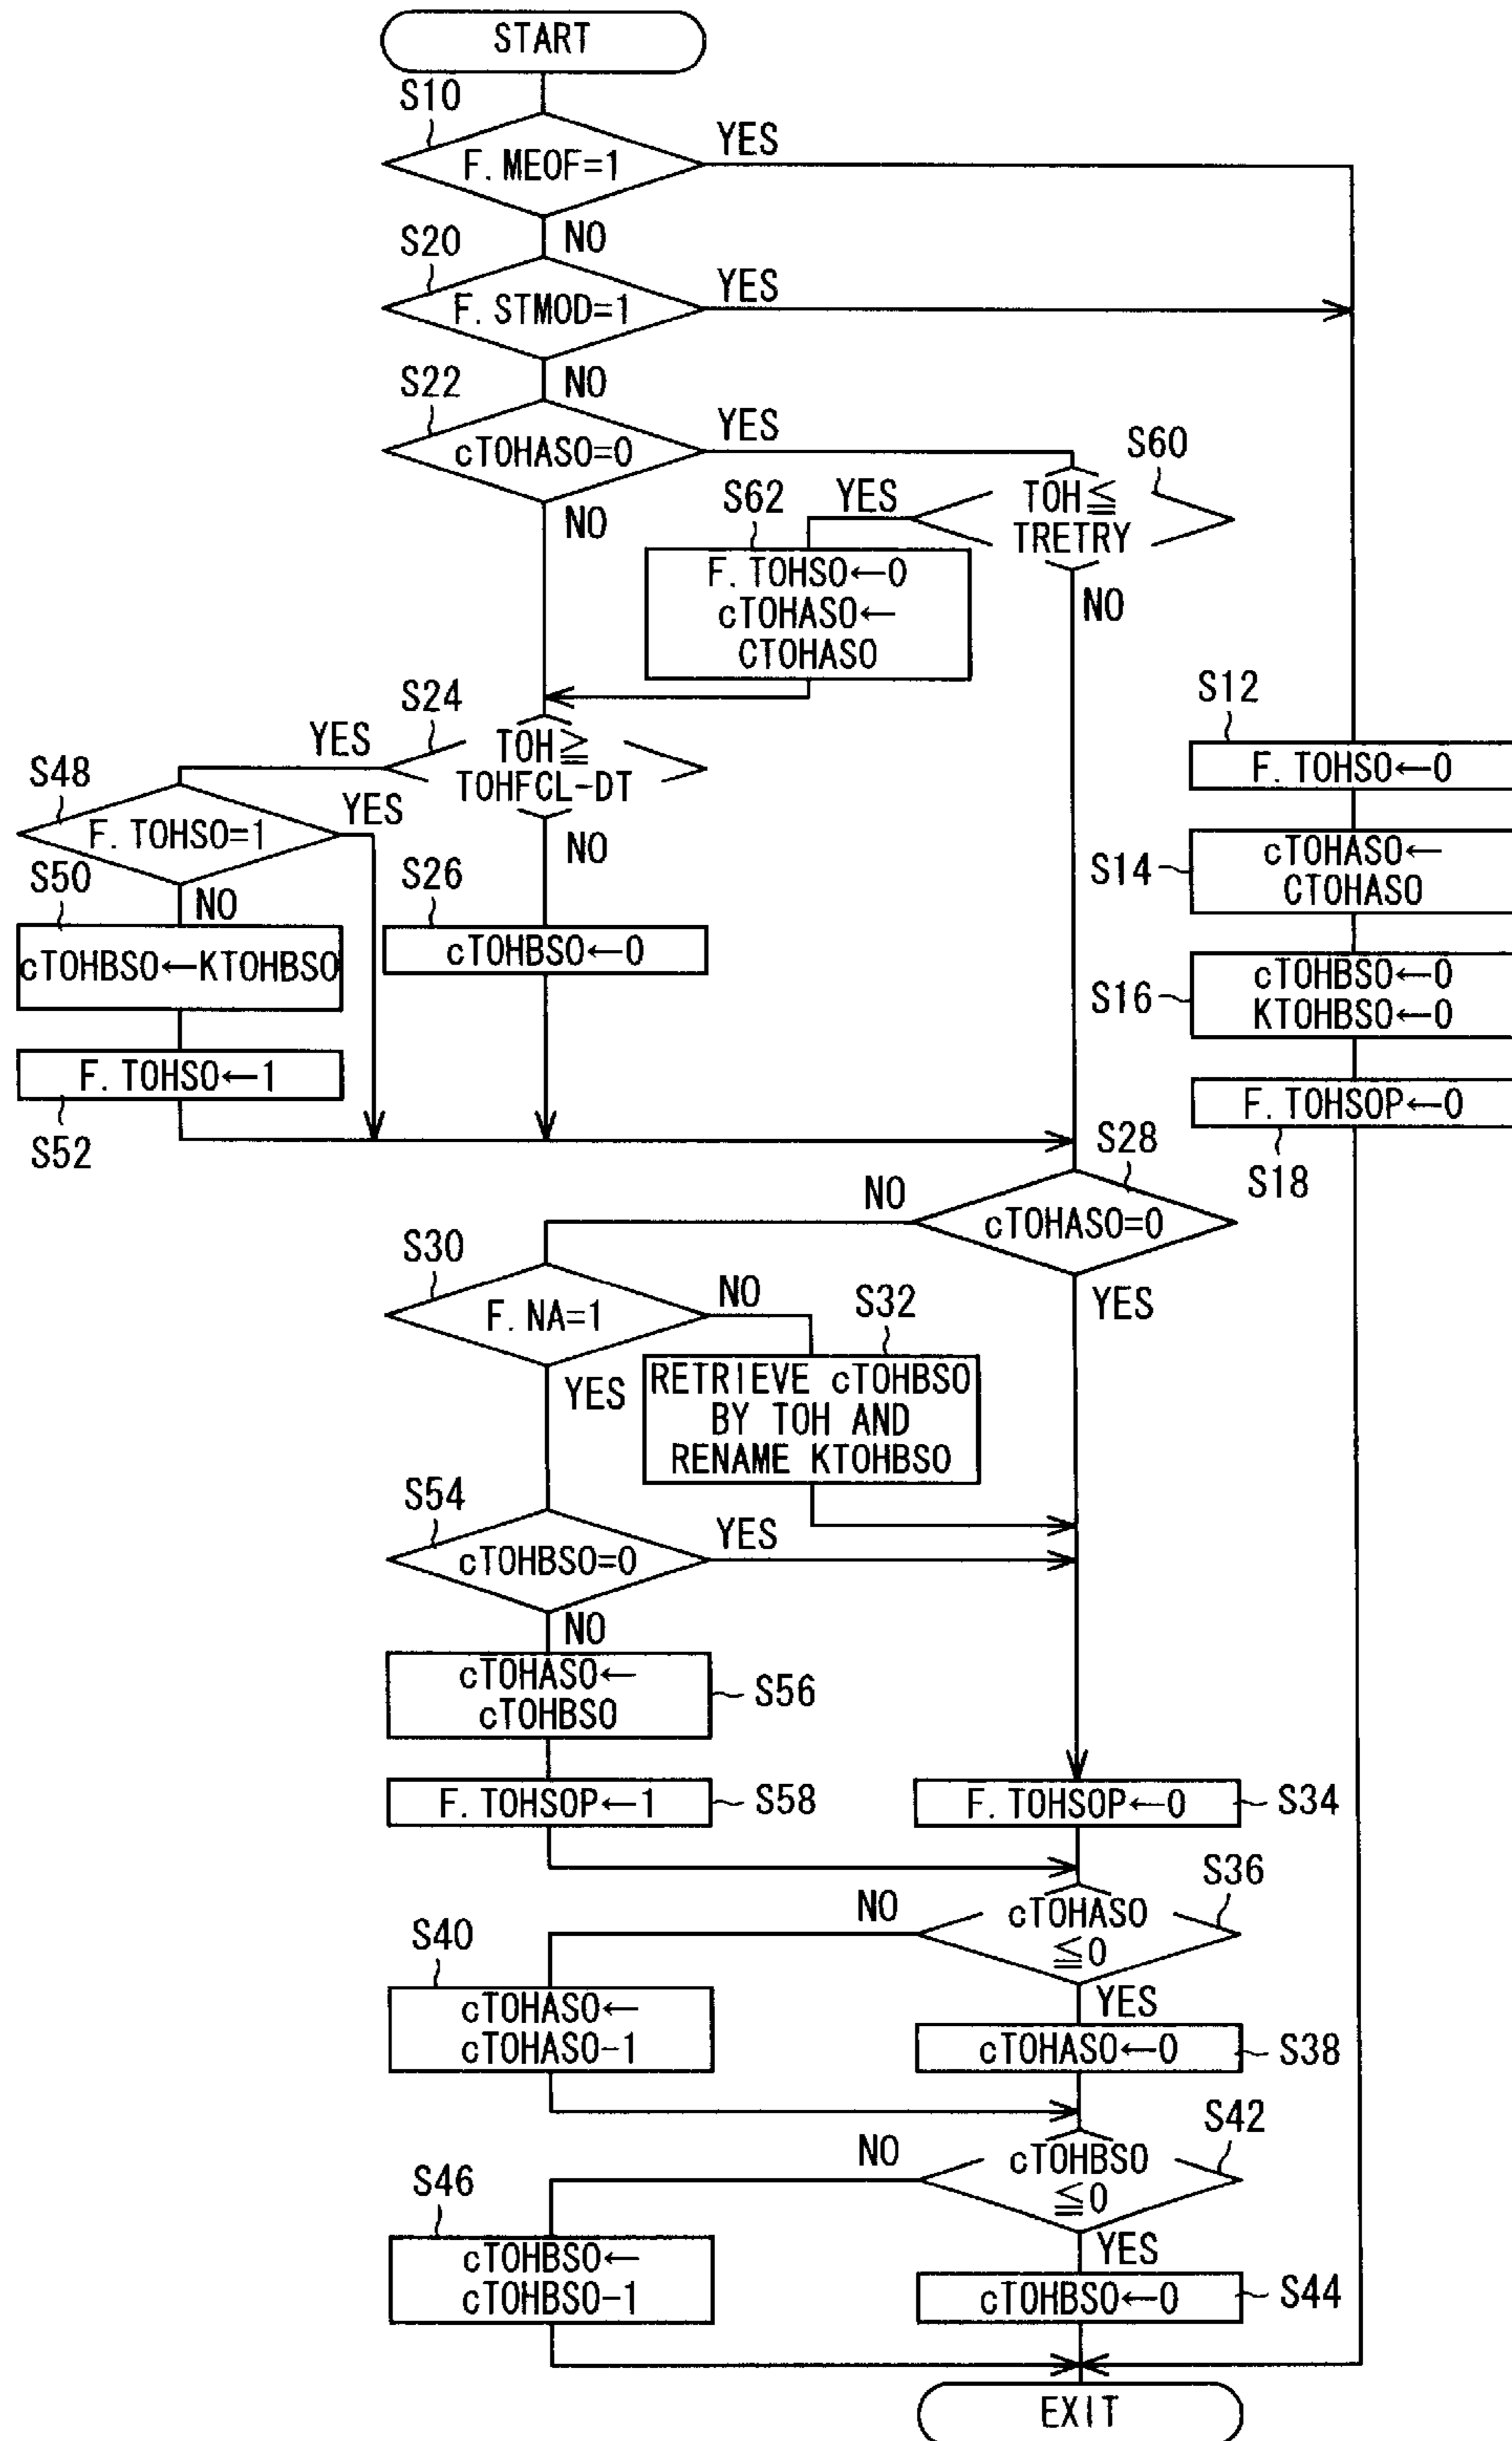 START
S10
F.MEOF=1
YES
NO
S20
F.STMOD=1
YES
NO
S22
cTOHASO=0
YES
NO
S60
TOH≦
TRETRY
YES
NO
S62
F.TOHSO←0
cTOHASO←
CTOHASO
S24
TOH≧
TOHFCL-DT
YES
NO
S48
F.TOHSO=1
YES
NO
S50
cTOHBSO←KTOHBSO
F.TOHSO←1
S52
S26
cTOHBSO←0
S12
F.TOHSO←0
S14
cTOHASO←
CTOHASO
S16
cTOHBSO←0
KTOHBSO←0
F.TOHSOP←0
S18
S28
cTOHASO=0
NO
YES
S30
F.NA=1
NO
YES
S32
RETRIEVE cTOHBSO
BY TOH AND
RENAME KTOHBSO
S54
cTOHBSO=0
YES
NO
cTOHASO←
cTOHBSO
S56
F.TOHSOP←1
S58
F.TOHSOP←0
S34
S36
cTOHASO
≦0
NO
YES
S40
cTOHASO←
cTOHASO-1
cTOHASO←0
S38
S42
cTOHBSO
≦0
NO
YES
S46
cTOHBSO←
cTOHBSO-1
cTOHBSO←0
S44
EXIT